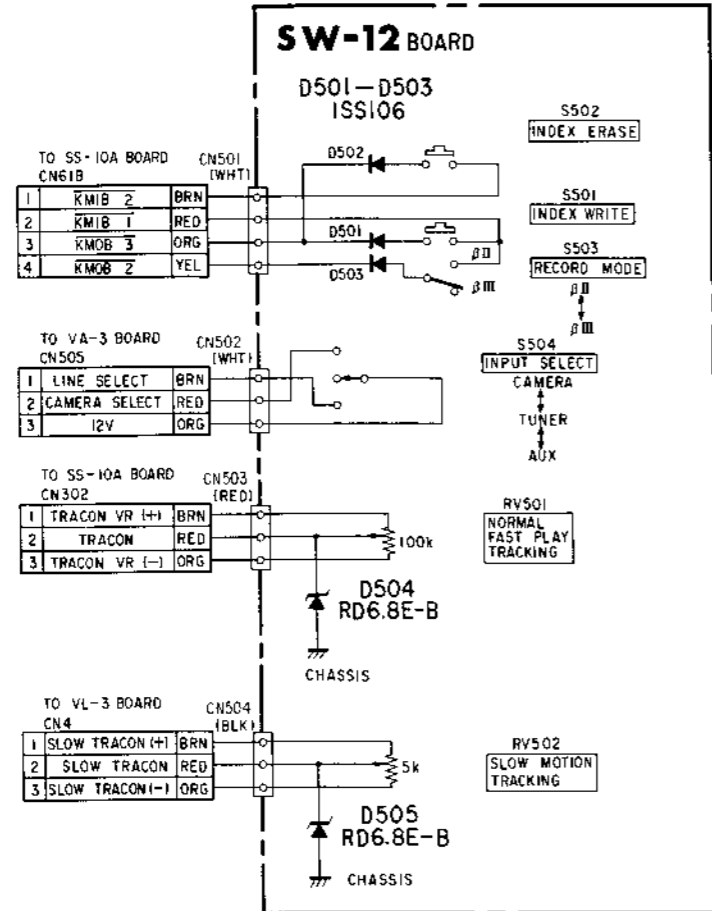 SW-12 BOARD
D501—D503
1SS106
S502
INDEX ERASE
TO SS-10A BOARD
CN61B
CN501
(WHT)
D502
1 KMIB 2 BRN
2 KMIB 1 RED
3 KMOB 3 ORG
4 KMOB 2 YEL
D501
D503
βII
βIII
S501
INDEX WRITE
S503
RECORD MODE
βII
βIII
TO VA-3 BOARD
CN505
CN502
(WHT)
1 LINE SELECT BRN
2 CAMERA SELECT RED
3 12V ORG
S504
INPUT SELECT
CAMERA
TUNER
AUX
TO SS-10A BOARD
CN302
CN503
(RED)
1 TRACON VR (+) BRN
2 TRACON RED
3 TRACON VR (-) ORG
100k
D504
RD6.8E-B
CHASSIS
RV501
NORMAL
FAST PLAY
TRACKING
TO VL-3 BOARD
CN4
CN504
(BLK)
1 SLOW TRACON (+) BRN
2 SLOW TRACON RED
3 SLOW TRACON (-) ORG
5k
D505
RD6.8E-B
CHASSIS
RV502
SLOW MOTION
TRACKING